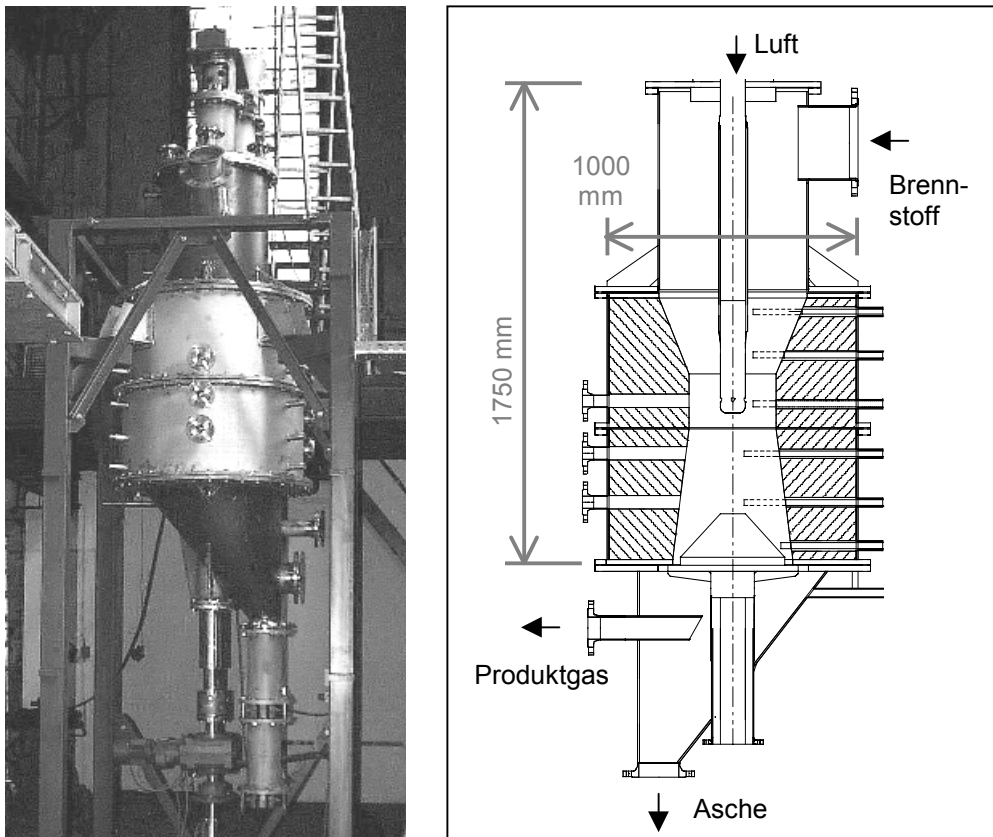 Luft
1000
mm
Brenn-
stoff
1750 mm
Produktgas
Asche